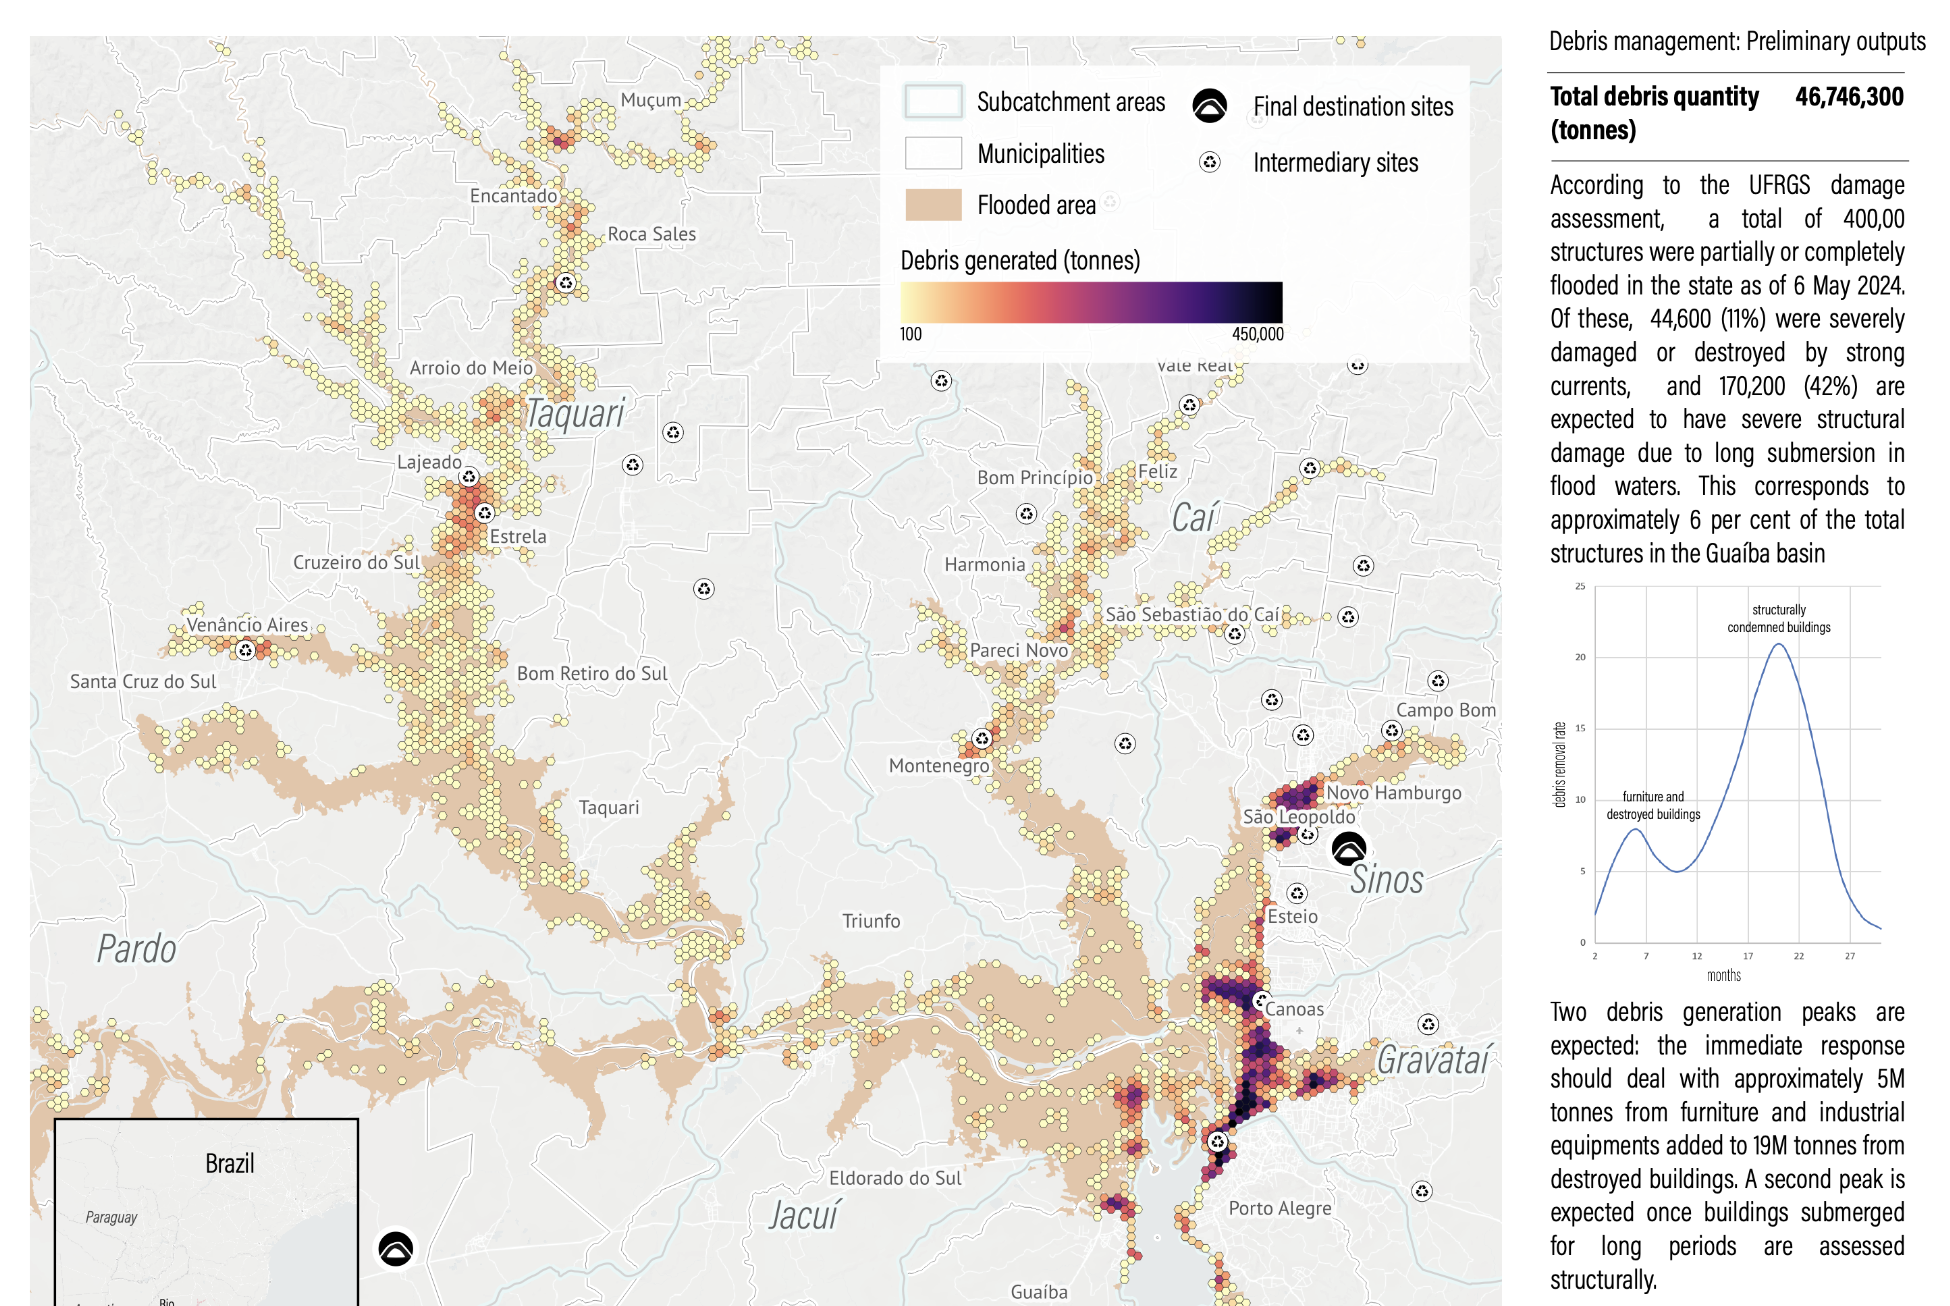 Muçum
Encantado
Roca Sales
Arroio do Meio
Taquari
Lajeado
Estrela
Cruzeiro do Sul
Venâncio Aires
Santa Cruz do Sul
Bom Retiro do Sul
Taquari
Pardo
Triunfo
Subcatchment areas
Municipalities
Flooded area
Final destination sites
Intermediary sites
Debris generated (tonnes)
100
450,000
Vale Real
Bom Princípio
Feliz
Caí
Harmonia
São Sebastião do Caí
Pareci Novo
Montenegro
Campo Bom
Novo Hamburgo
São Leopoldo
Sinos
Esteio
Canoas
Gravataí
Eldorado do Sul
Jacuí
Porto Alegre
Guaíba
Brazil
Paraguay
Rio
Debris management: Preliminary outputs
Total debris quantity 46,746,300
(tonnes)
According to the UFRGS damage
assessment, a total of 400,00
structures were partially or completely
flooded in the state as of 6 May 2024.
Of these, 44,600 (11%) were severely
damaged or destroyed by strong
currents, and 170,200 (42%) are
expected to have severe structural
damage due to long submersion in
flood waters. This corresponds to
approximately 6 per cent of the total
structures in the Guaíba basin
25
20
15
10
5
0
debris removal rate
structurally
condemned buildings
furniture and
destroyed buildings
2 7 12 17 22 27
months
Two debris generation peaks are
expected: the immediate response
should deal with approximately 5M
tonnes from furniture and industrial
equipments added to 19M tonnes from
destroyed buildings. A second peak is
expected once buildings submerged
for long periods are assessed
structurally.